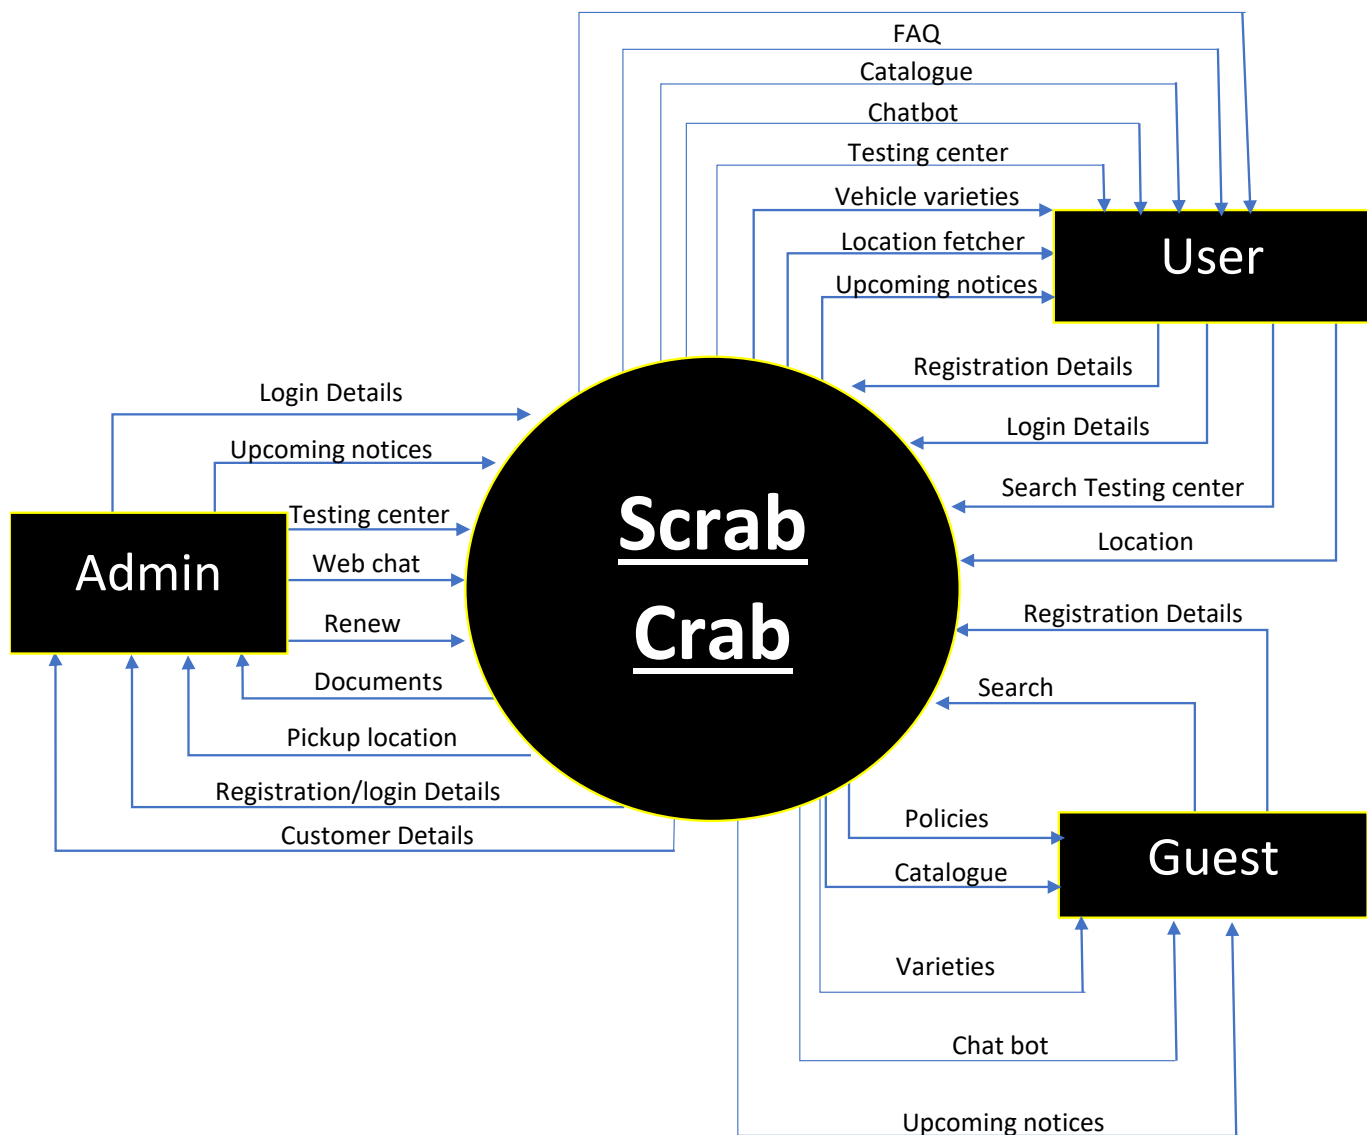 FAQ
Catalogue
Chatbot
Testing center
Vehicle varieties
Location fetcher
Upcoming notices
User
Registration Details
Login Details
Search Testing center
Location
Login Details
Upcoming notices
Testing center
Web chat
Renew
Admin
Documents
Pickup location
Registration/login Details
Customer Details
Scrab
Crab
Registration Details
Search
Policies
Catalogue
Guest
Varieties
Chat bot
Upcoming notices